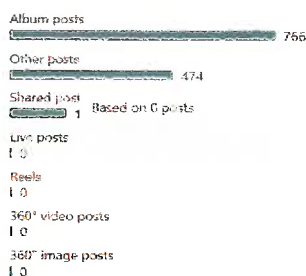 Album posts
766
Other posts
474
Shared post
1 Based on 6 posts
Live posts
0
Reels
0
360° video posts
0
360° image posts
0